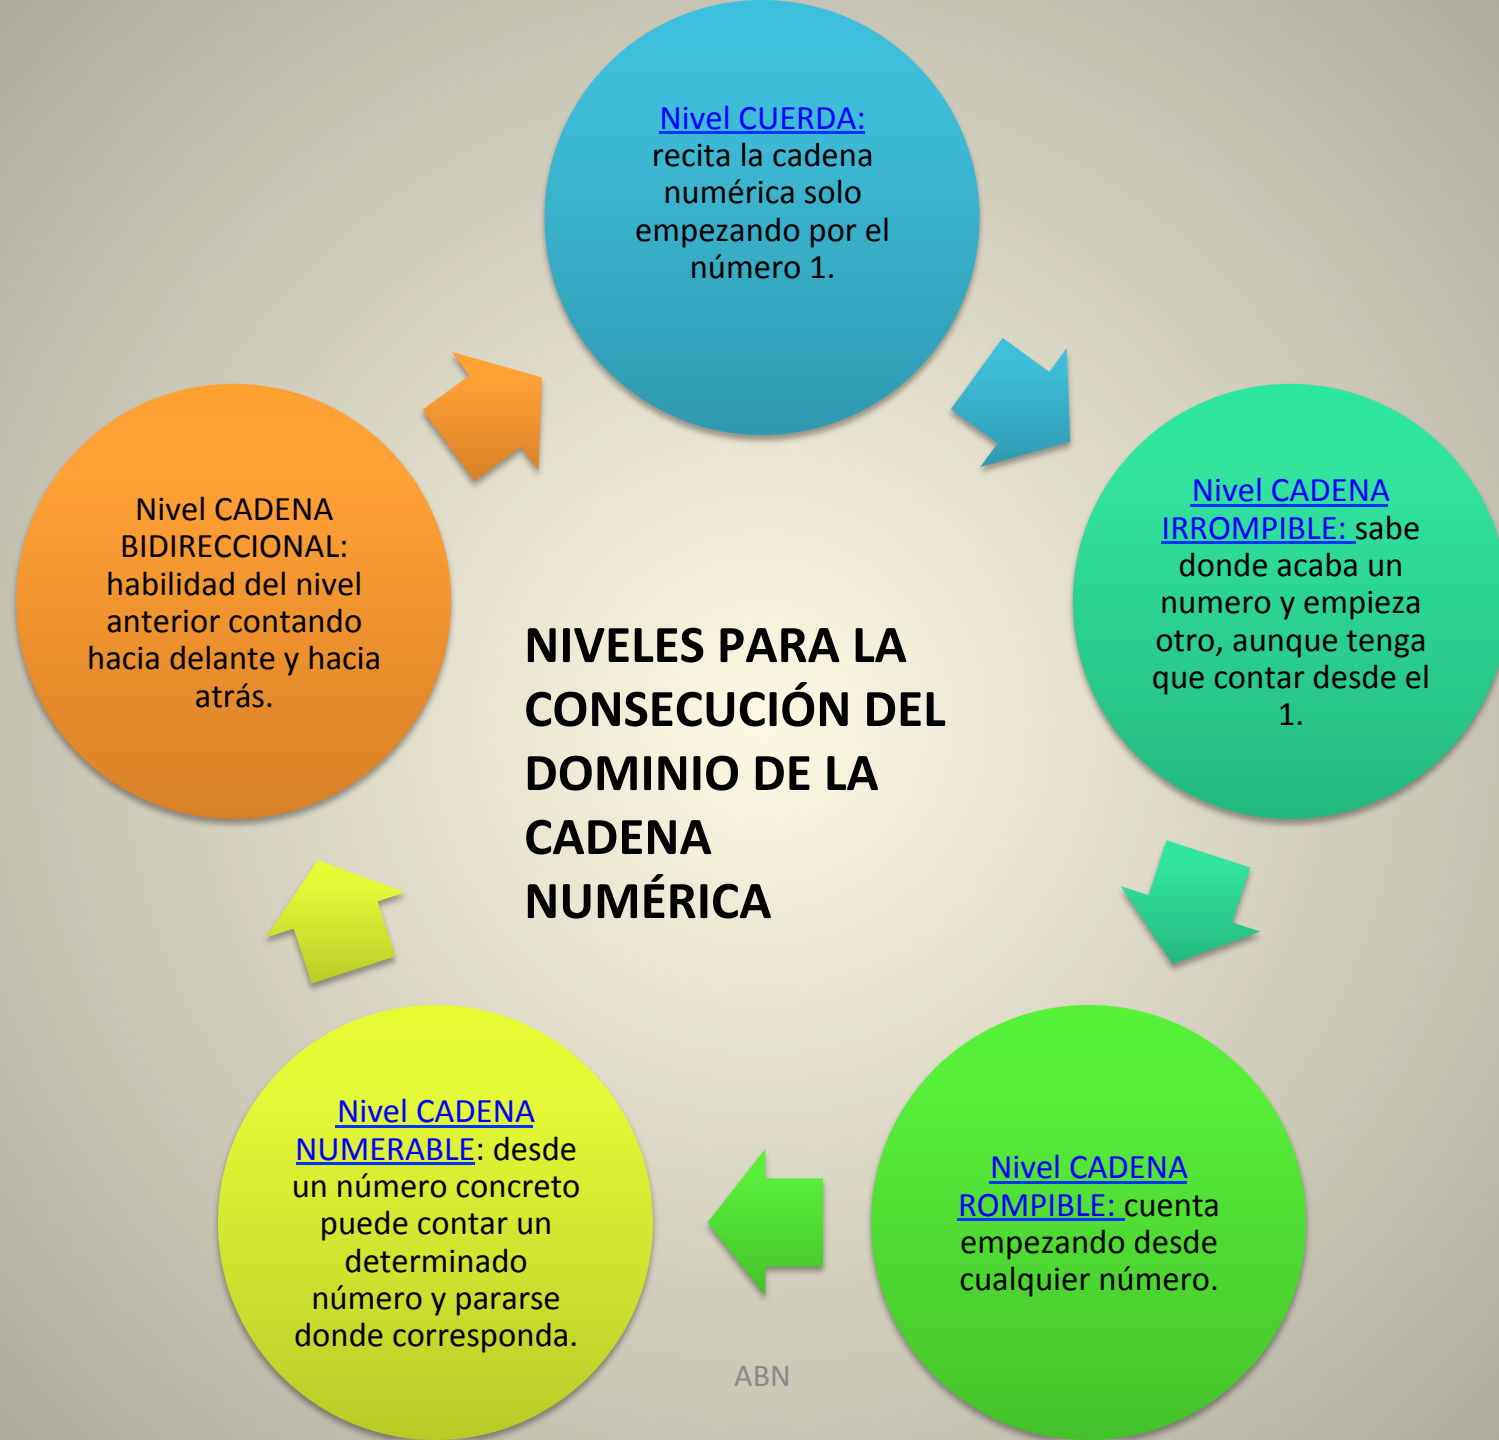 Nivel CUERDA:
recita la cadena
numérica solo
empezando por el
número 1.
Nivel CADENA
IRROMPIBLE: sabe
donde acaba un
numero y empieza
otro, aunque tenga
que contar desde el
1.
Nivel CADENA
ROMPIBLE: cuenta
empezando desde
cualquier número.
Nivel CADENA
NUMERABLE: desde
un número concreto
puede contar un
determinado
número y pararse
donde corresponda.
Nivel CADENA
BIDIRECCIONAL:
habilidad del nivel
anterior contando
hacia delante y hacia
atrás.
NIVELES PARA LA
CONSECUCIÓN DEL
DOMINIO DE LA
CADENA
NUMÉRICA
ABN